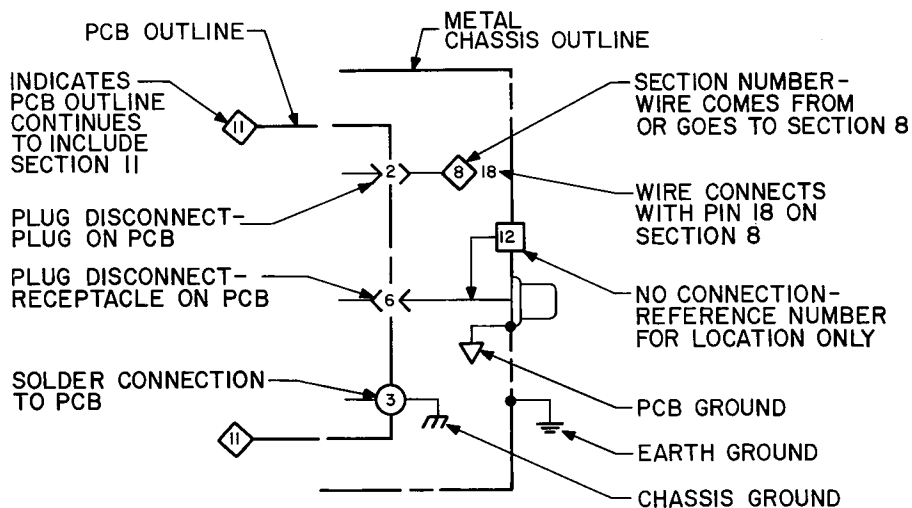 PCB OUTLINE
METAL
CHASSIS OUTLINE
INDICATES
PCB OUTLINE
CONTINUES
TO INCLUDE
SECTION 11
11
SECTION NUMBER-
WIRE COMES FROM
OR GOES TO SECTION 8
2
8
18
PLUG DISCONNECT-
PLUG ON PCB
WIRE CONNECTS
WITH PIN 18 ON
SECTION 8
12
PLUG DISCONNECT-
RECEPTACLE ON PCB
6
NO CONNECTION-
REFERENCE NUMBER
FOR LOCATION ONLY
SOLDER CONNECTION
TO PCB
3
PCB GROUND
11
EARTH GROUND
CHASSIS GROUND